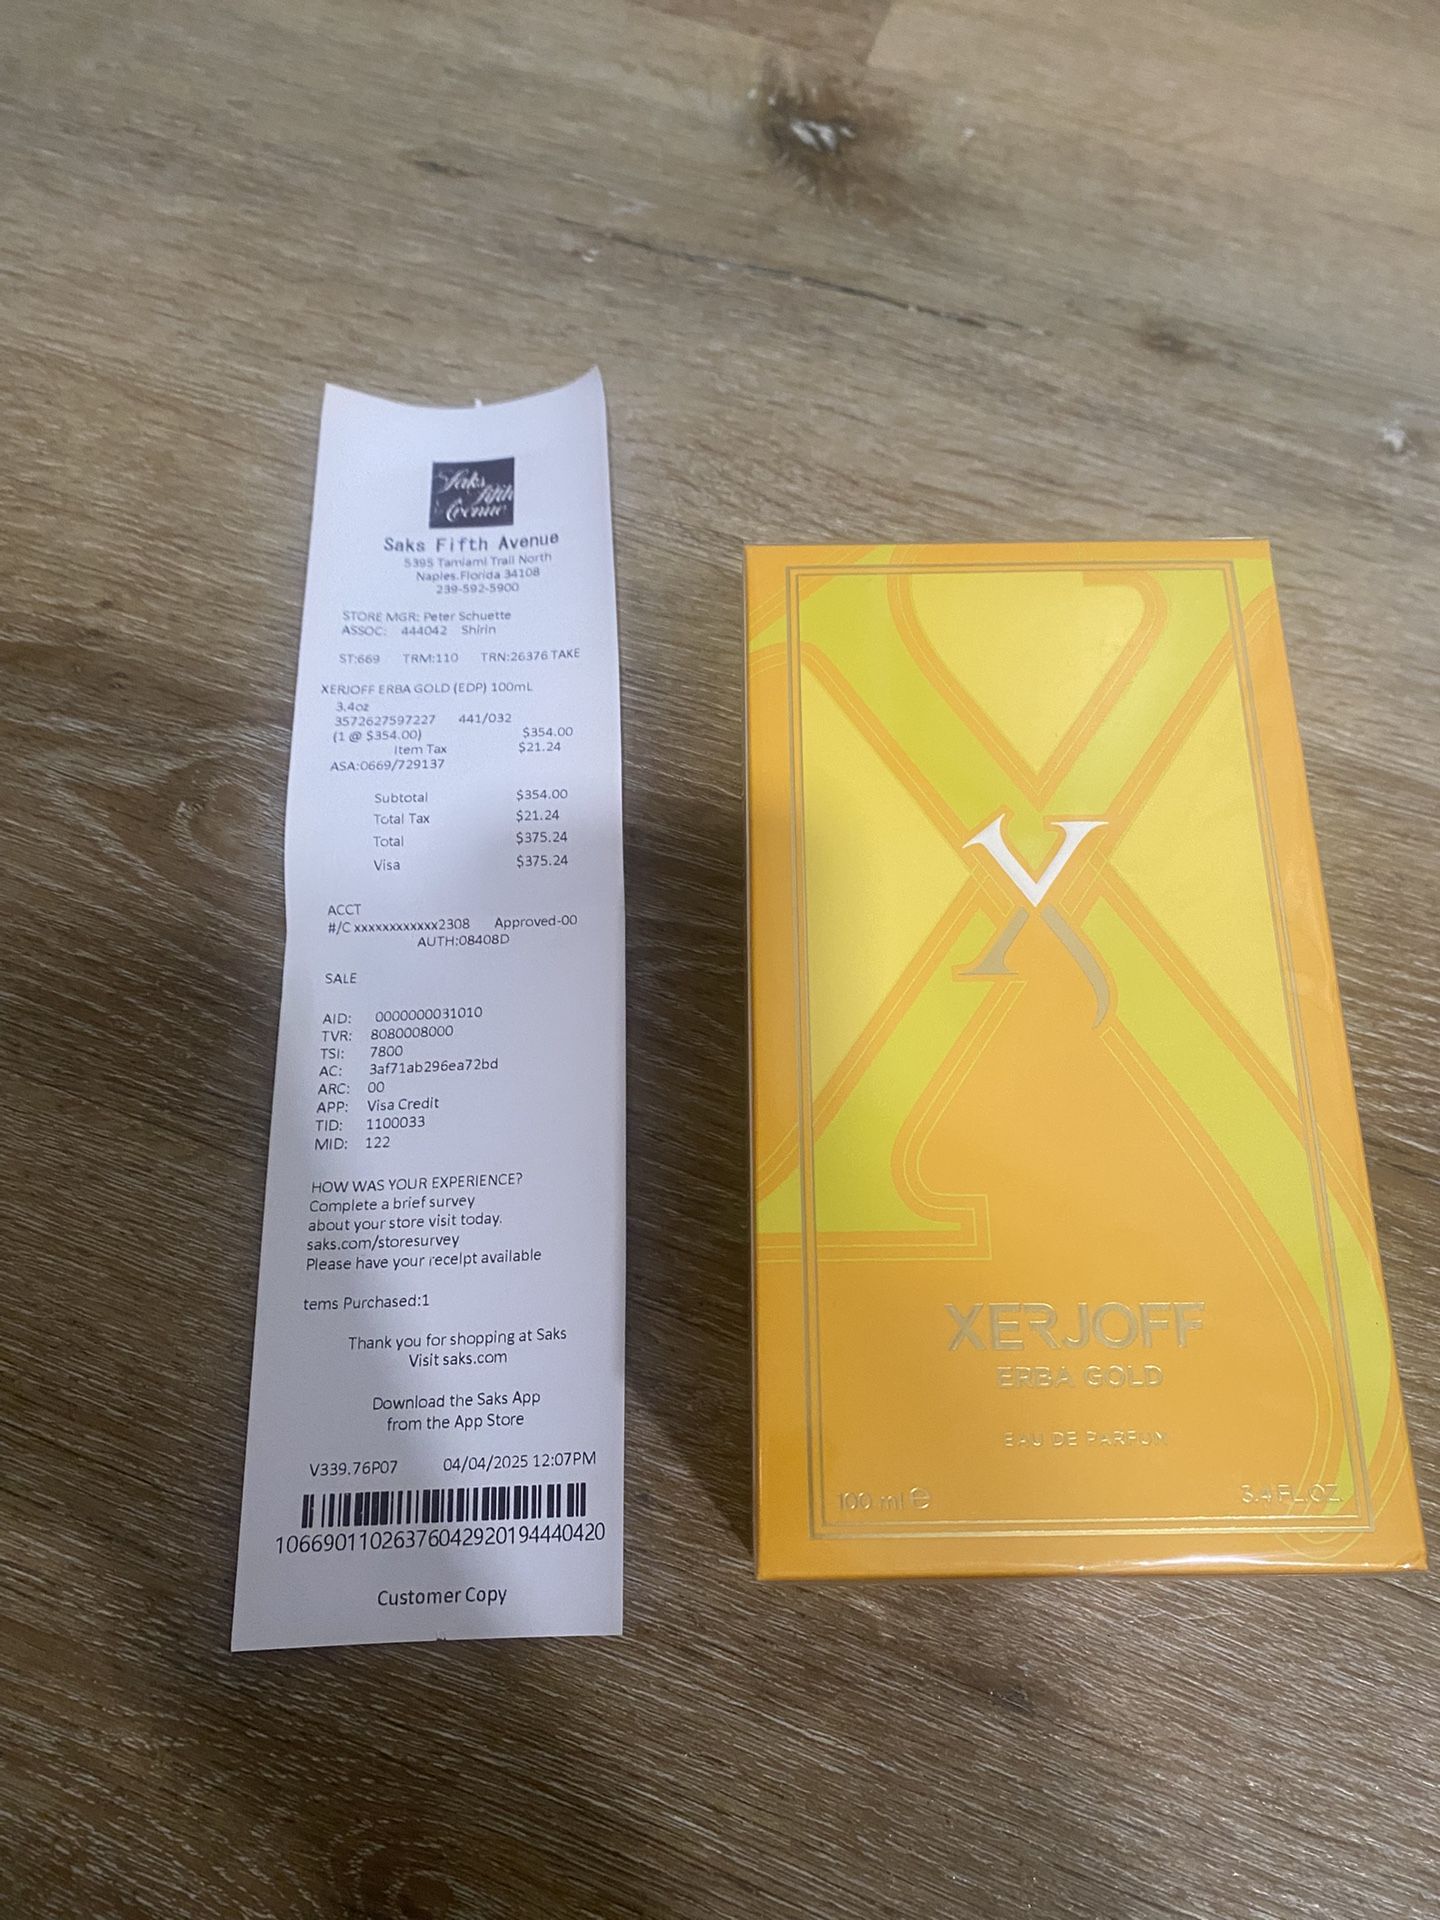 Saks
Fifth
Avenue
Saks Fifth Avenue
5395 Tamiami Trail North
Naples.Florida 34108
239-592-5900
STORE MGR: Peter Schuette
ASSOC: 444042 Shirin
ST:669 TRM:110 TRN:26376 TAKE
XERJOFF ERBA GOLD (EDP) 100mL
3.4oz
3572627597227 441/032
(1 @ $354.00) $354.00
Item Tax $21.24
ASA:0669/729137
Subtotal $354.00
Total Tax $21.24
Total $375.24
Visa $375.24
ACCT
#/C xxxxxxxxxxxx2308 Approved-00
AUTH:08408D
SALE
AID: 0000000031010
TVR: 8080008000
TSI: 7800
AC: 3af71ab296ea72bd
ARC: 00
APP: Visa Credit
TID: 1100033
MID: 122
HOW WAS YOUR EXPERIENCE?
Complete a brief survey
about your store visit today.
saks.com/storesurvey
Please have your receipt available
tems Purchased:1
Thank you for shopping at Saks
Visit saks.com
Download the Saks App
from the App Store
V339.76P07 04/04/2025 12:07PM
1066901102637604292019444042​0
Customer Copy
X
XERJOFF
ERBA GOLD
EAU DE PARFUM
100 ml ℮ 3.4 FL.OZ.